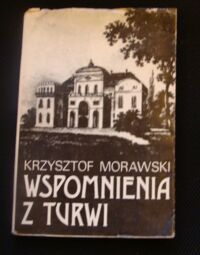 KRZYSZTOF MORAWSKI
WSPOMNIENIA
Z TURWI